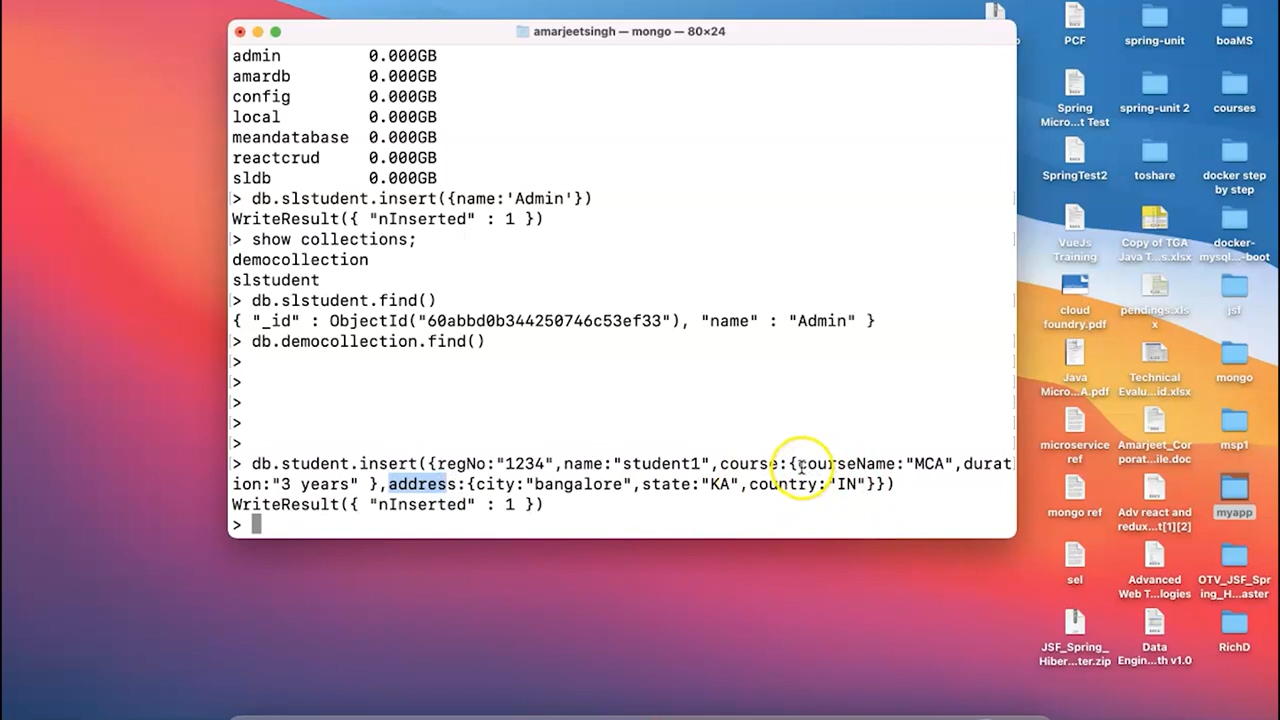 amarjeetsingh — mongo — 80×24
admin 0.000GB
amardb 0.000GB
config 0.000GB
local 0.000GB
meandatabase 0.000GB
reactcrud 0.000GB
sldb 0.000GB
> db.slstudent.insert({name:'Admin'})
WriteResult({ "nInserted" : 1 })
> show collections;
democollection
slstudent
> db.slstudent.find()
{ "_id" : ObjectId("60abbd0b344250746c53ef33"), "name" : "Admin" }
> db.democollection.find()
>
>
>
>
>
> db.student.insert({regNo:"1234",name:"student1",course:{courseName:"MCA",durat
ion:"3 years" },address:{city:"bangalore",state:"KA",country:"IN"}})
WriteResult({ "nInserted" : 1 })
>
PCF
spring-unit
boaMS
Spring
Micro...t Test
spring-unit 2
courses
SpringTest2
toshare
docker step
by step
VueJs
Training
Copy of TGA
Java T...s.xlsx
docker-
mysql...-boot
cloud
foundry.pdf
pendings.xls
x
jsf
Java
Micro...A.pdf
Technical
Evalu...id.xlsx
mongo
microservice
ref
Amarjeet_Cor
porat...ile.doc
msp1
mongo ref
Adv react and
redux...t[1][2]
myapp
sel
Advanced
Web T...logies
OTV_JSF_Spr
ing_H...aster
JSF_Spring_
Hiber...ter.zip
Data
Engin...th v1.0
RichD